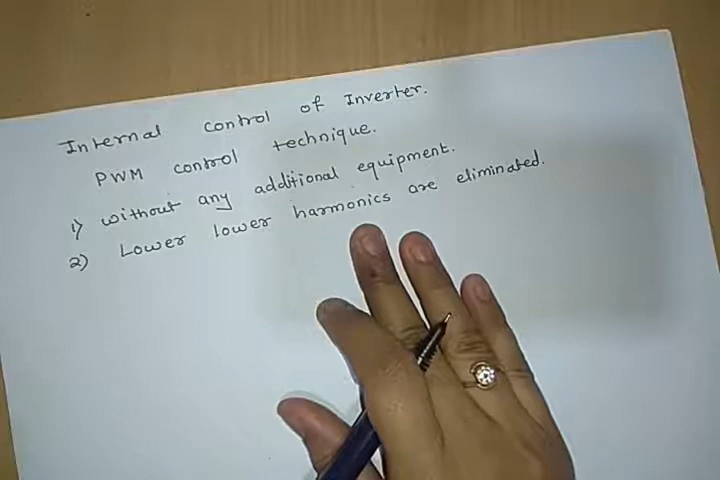 Internal control of Inverter.
PWM control technique.
1) without any additional equipment.
2) Lower lower harmonics are eliminated.